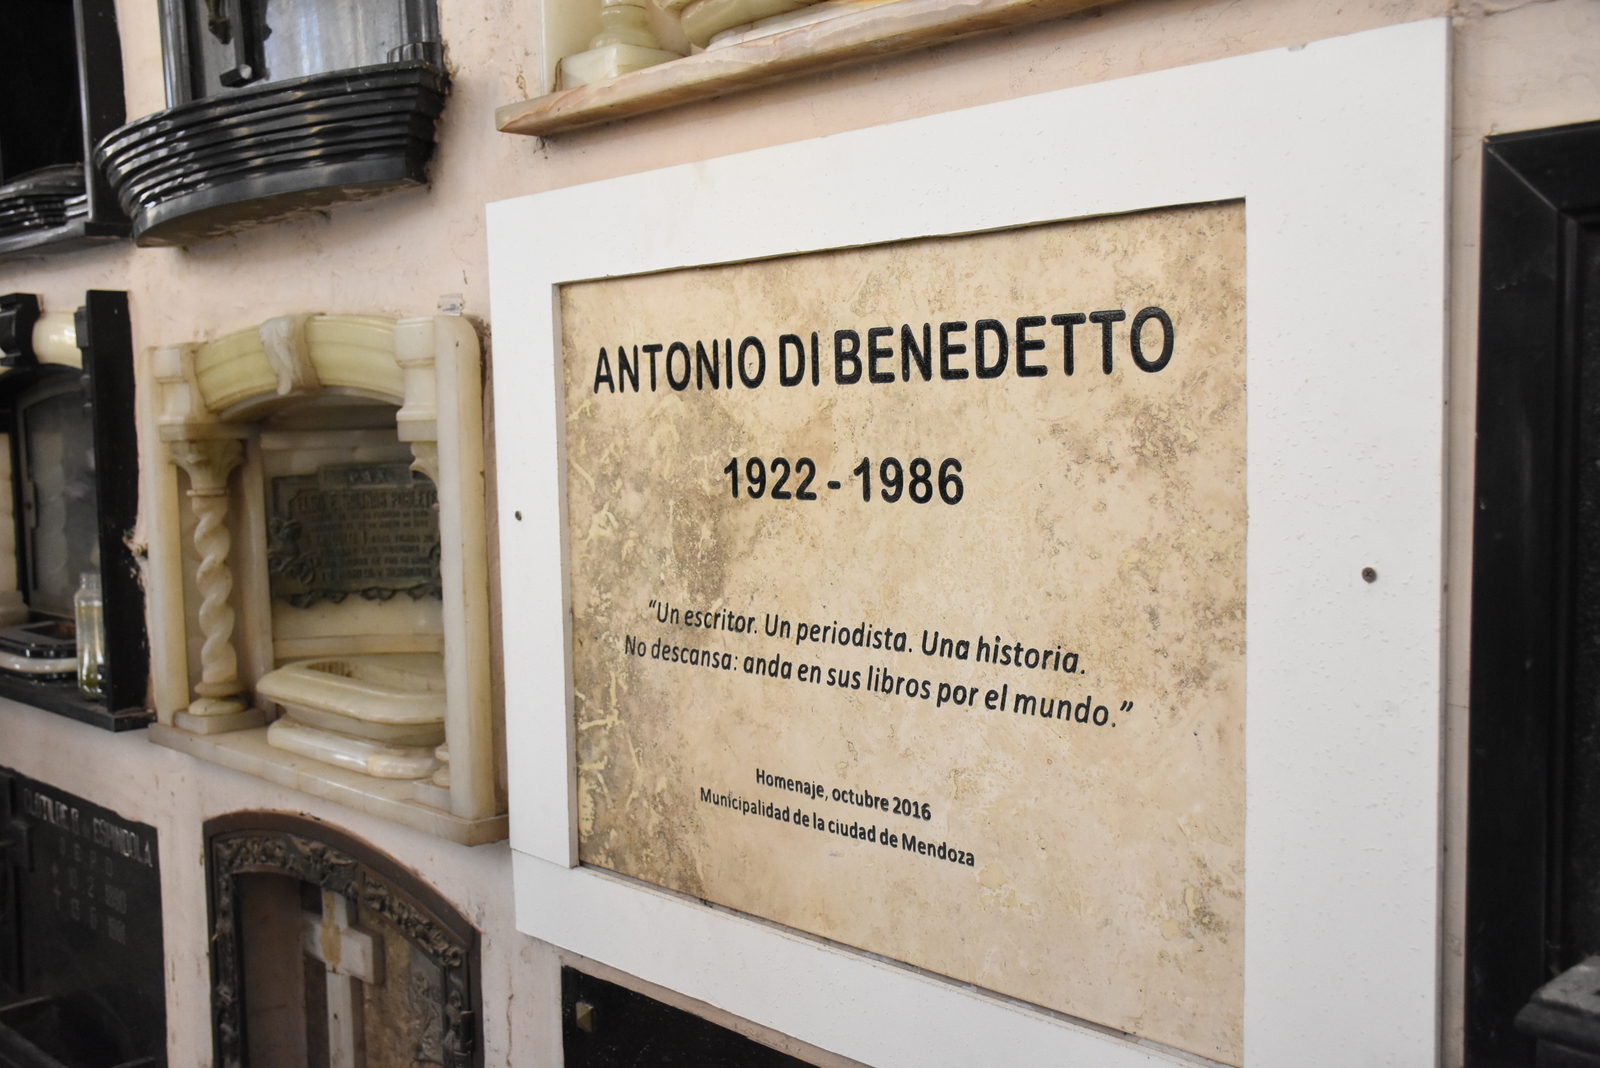 ANTONIO DI BENEDETTO
1922 - 1986
“Un escritor. Un periodista. Una historia.
No descansa: anda en sus libros por el mundo.”
Homenaje, octubre 2016
Municipalidad de la ciudad de Mendoza
ESPINDOLA